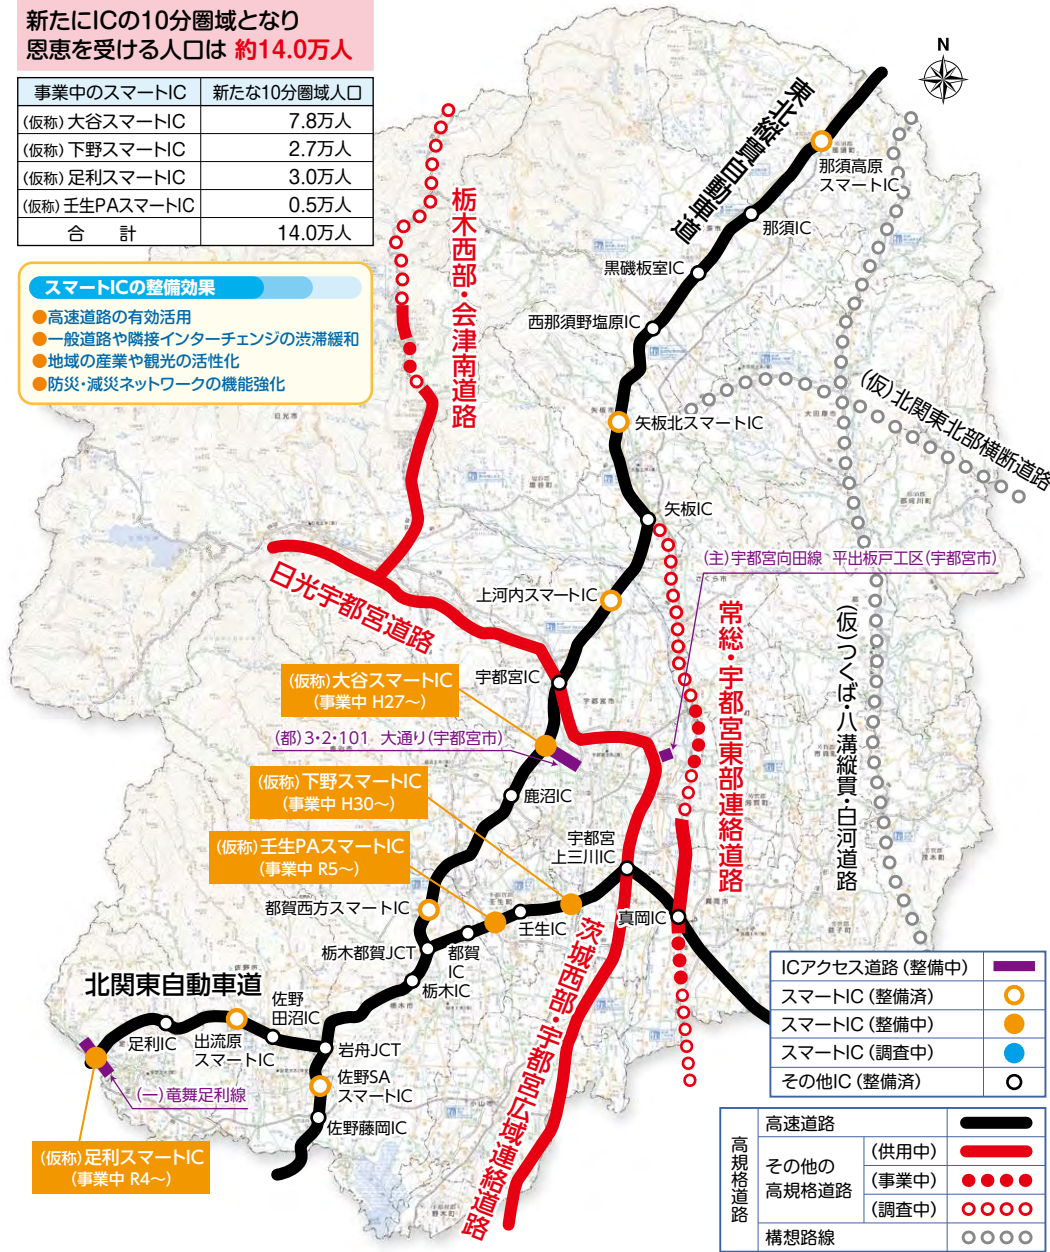 新たにICの10分圏域となり
恩恵を受ける人口は 約14.0万人
事業中のスマートIC 新たな10分圏域人口
(仮称)大谷スマートIC 7.8万人
(仮称)下野スマートIC 2.7万人
(仮称)足利スマートIC 3.0万人
(仮称)壬生PAスマートIC 0.5万人
合 計 14.0万人
スマートICの整備効果
●高速道路の有効活用
●一般道路や隣接インターチェンジの渋滞緩和
●地域の産業や観光の活性化
●防災・減災ネットワークの機能強化
N
東北縦貫自動車道
那須高原
スマートIC
那須IC
黒磯板室IC
西那須野塩原IC
栃木西部・会津南道路
矢板北スマートIC
(仮)北関東北部横断道路
矢板IC
(主)宇都宮向田線 平出板戸工区(宇都宮市)
上河内スマートIC
日光宇都宮道路
常総・宇都宮東部連絡道路
(仮)つくば・八溝縦貫・白河道路
宇都宮IC
(仮称)大谷スマートIC
(事業中 H27〜)
(都)3・2・101 大通り(宇都宮市)
(仮称)下野スマートIC
(事業中 H30〜)
鹿沼IC
(仮称)壬生PAスマートIC
(事業中 R5〜)
宇都宮
上三川IC
都賀西方スマートIC
壬生IC
真岡IC
栃木都賀JCT
都賀
IC
栃木IC
茨城西部・宇都宮広域連絡道路
北関東自動車道
佐野
田沼IC
足利IC
出流原
スマートIC
岩舟JCT
佐野SA
スマートIC
(一)竜舞足利線
佐野藤岡IC
(仮称)足利スマートIC
(事業中 R4〜)
ICアクセス道路(整備中)
スマートIC(整備済)
スマートIC(整備中)
スマートIC(調査中)
その他IC(整備済)
高規格道路
高速道路
その他の
高規格道路
(供用中)
(事業中)
(調査中)
構想路線